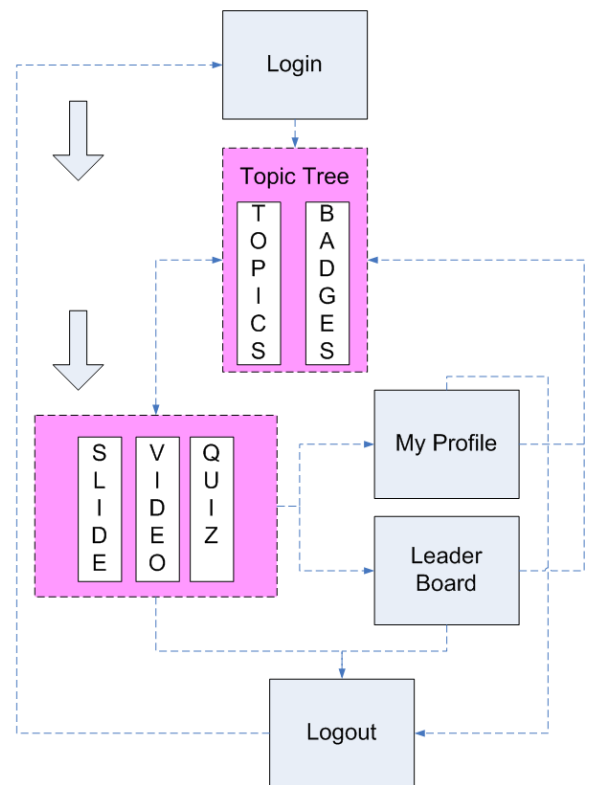 Login
Topic Tree
TOPICS
BADGES
SLIDE
VIDEO
QUIZ
My Profile
Leader
Board
Logout